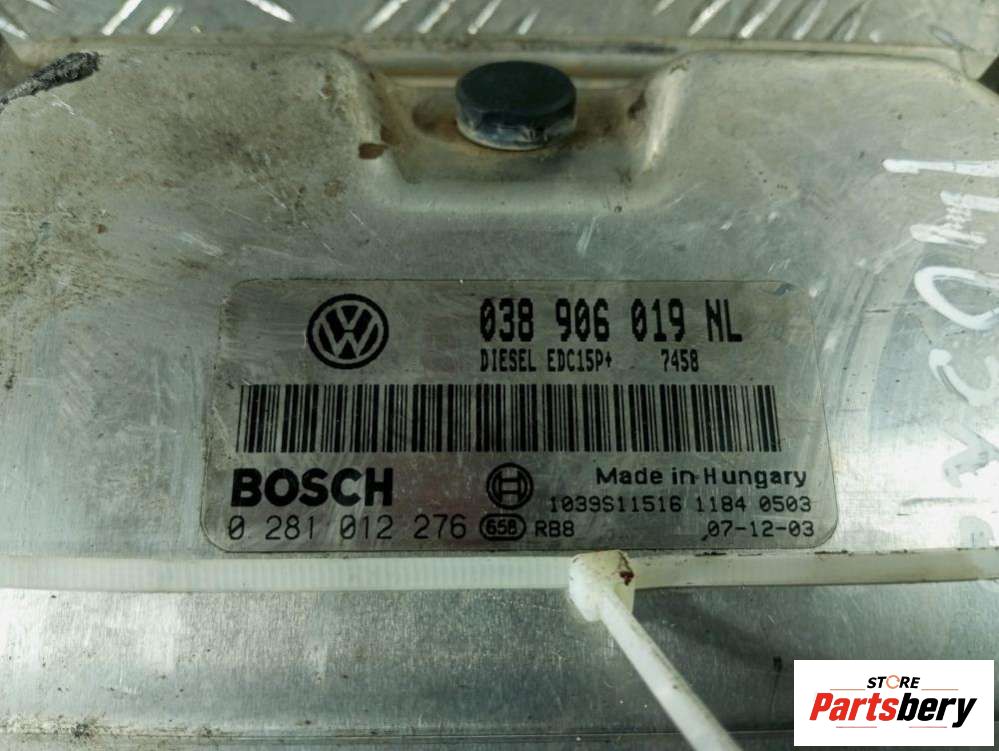 VW
038 906 019 NL
DIESEL EDC15P+ 7458
BOSCH
Made in Hungary
1039S11516 1184 0503
0 281 012 276 658 RB8 07-12-03
STORE
Partsbery